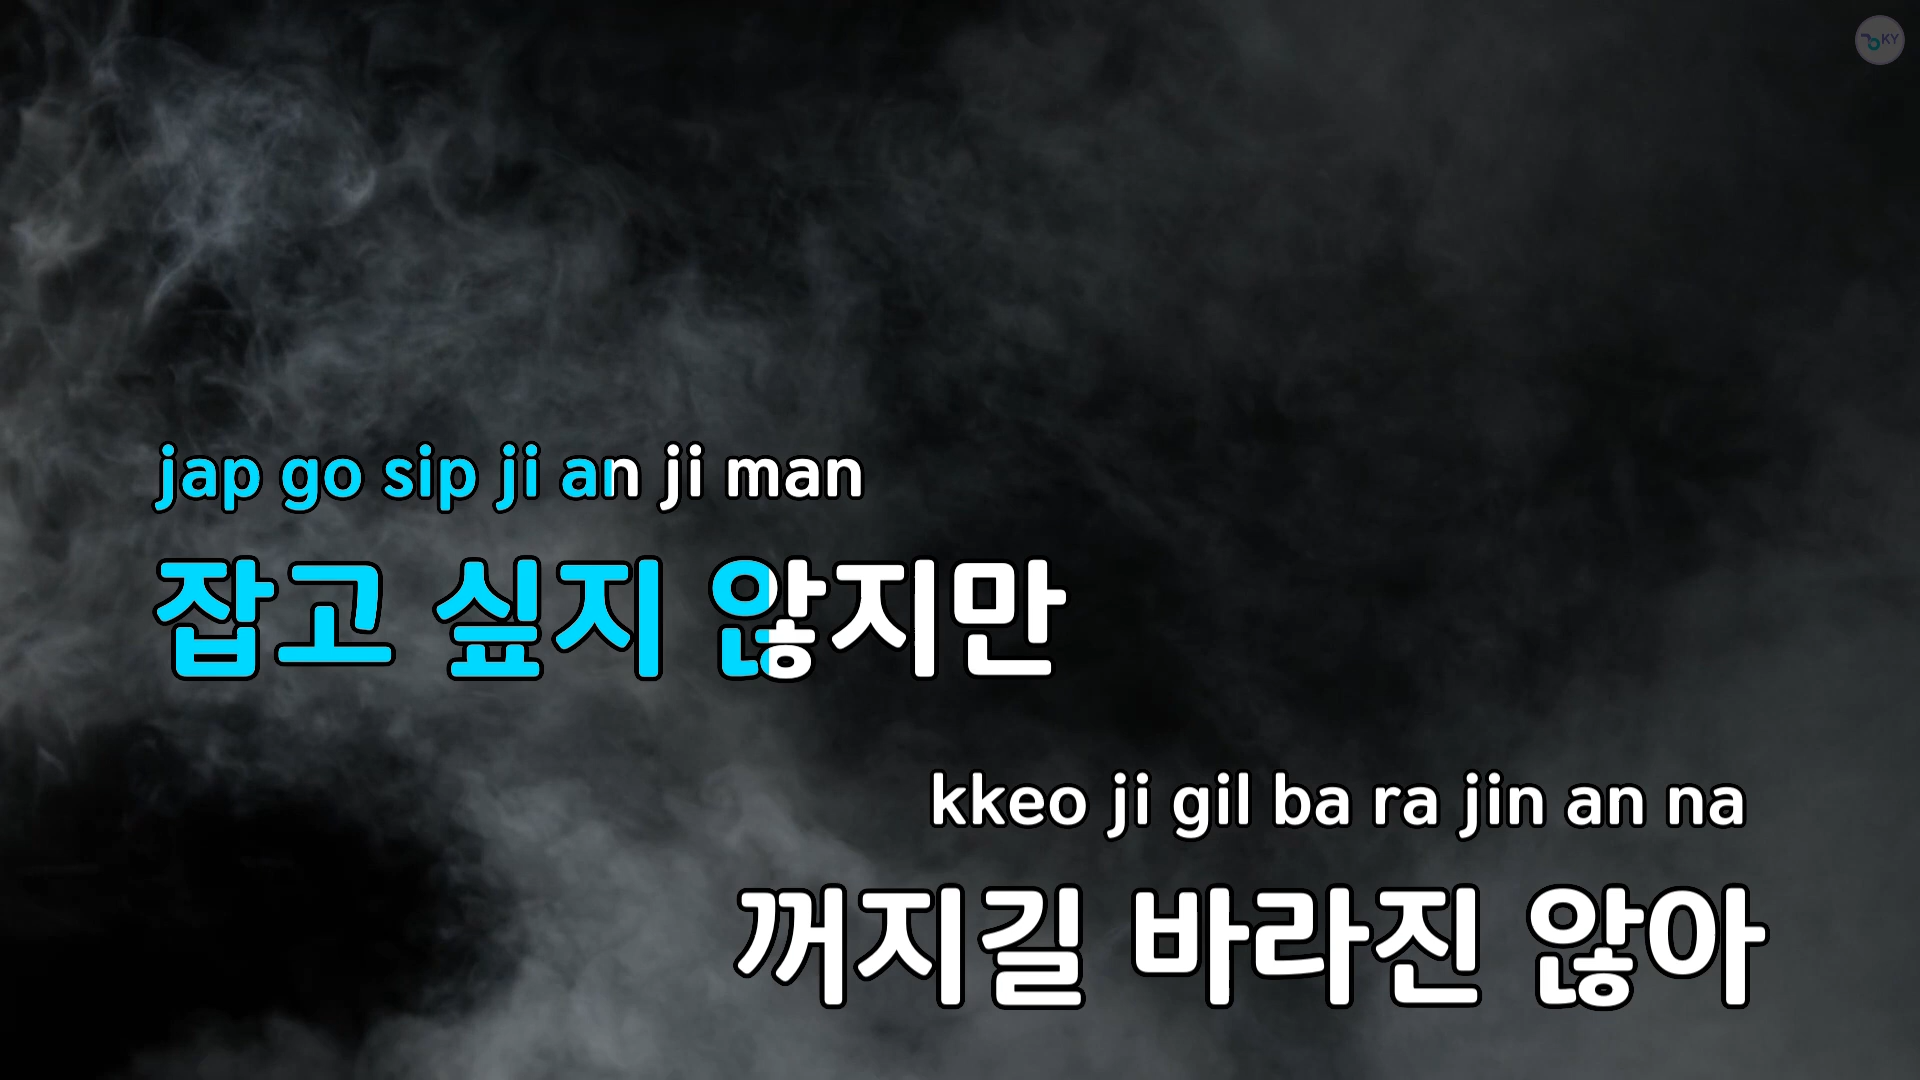 KY
jap go sip ji an ji man
잡고 싶지 않지만
kkeo ji gil ba ra jin an na
꺼지길 바라진 않아